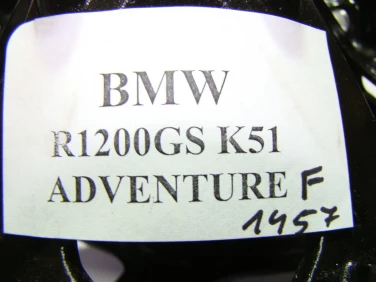 BMW
R1200GS K51
ADVENTURE F
1457